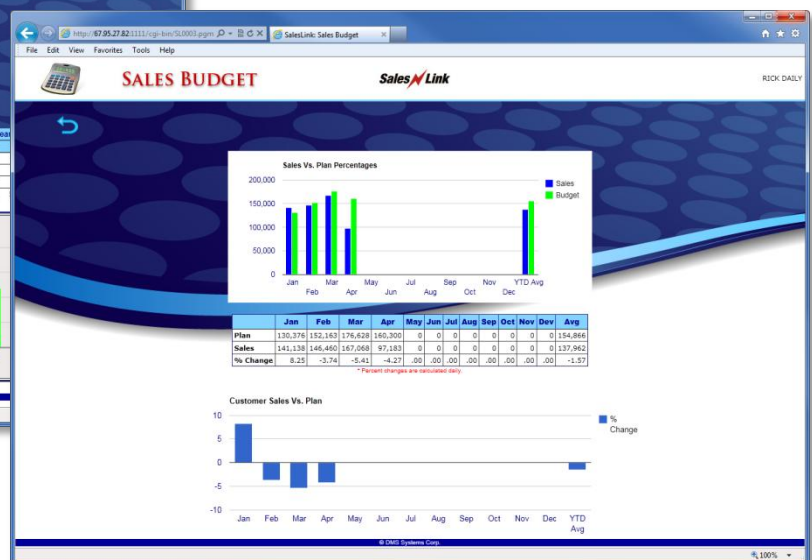 http://67.95.27.82:1111/cgi-bin/SL0003.pgm
SalesLink: Sales Budget
File Edit View Favorites Tools Help
SALES BUDGET
Sales Link
RICK DAILY
Sales Vs. Plan Percentages
200,000
150,000
100,000
50,000
0
Sales
Budget
Jan Mar May Jul Sep Nov YTD Avg
Feb Apr Jun Aug Oct Dec
Jan Feb Mar Apr May Jun Jul Aug Sep Oct Nov Dev Avg
Plan 130,376 152,163 176,628 160,300 0 0 0 0 0 0 0 0 154,866
Sales 141,138 146,460 167,068 97,183 0 0 0 0 0 0 0 0 137,962
% Change 8.25 -3.74 -5.41 -4.27 .00 .00 .00 .00 .00 .00 .00 .00 -1.57
* Percent changes are calculated daily.
Customer Sales Vs. Plan
10
5
0
-5
-10
%
Change
Jan Feb Mar Apr May Jun Jul Aug Sep Oct Nov Dec YTD
Avg
© DMS Systems Corp.
100%